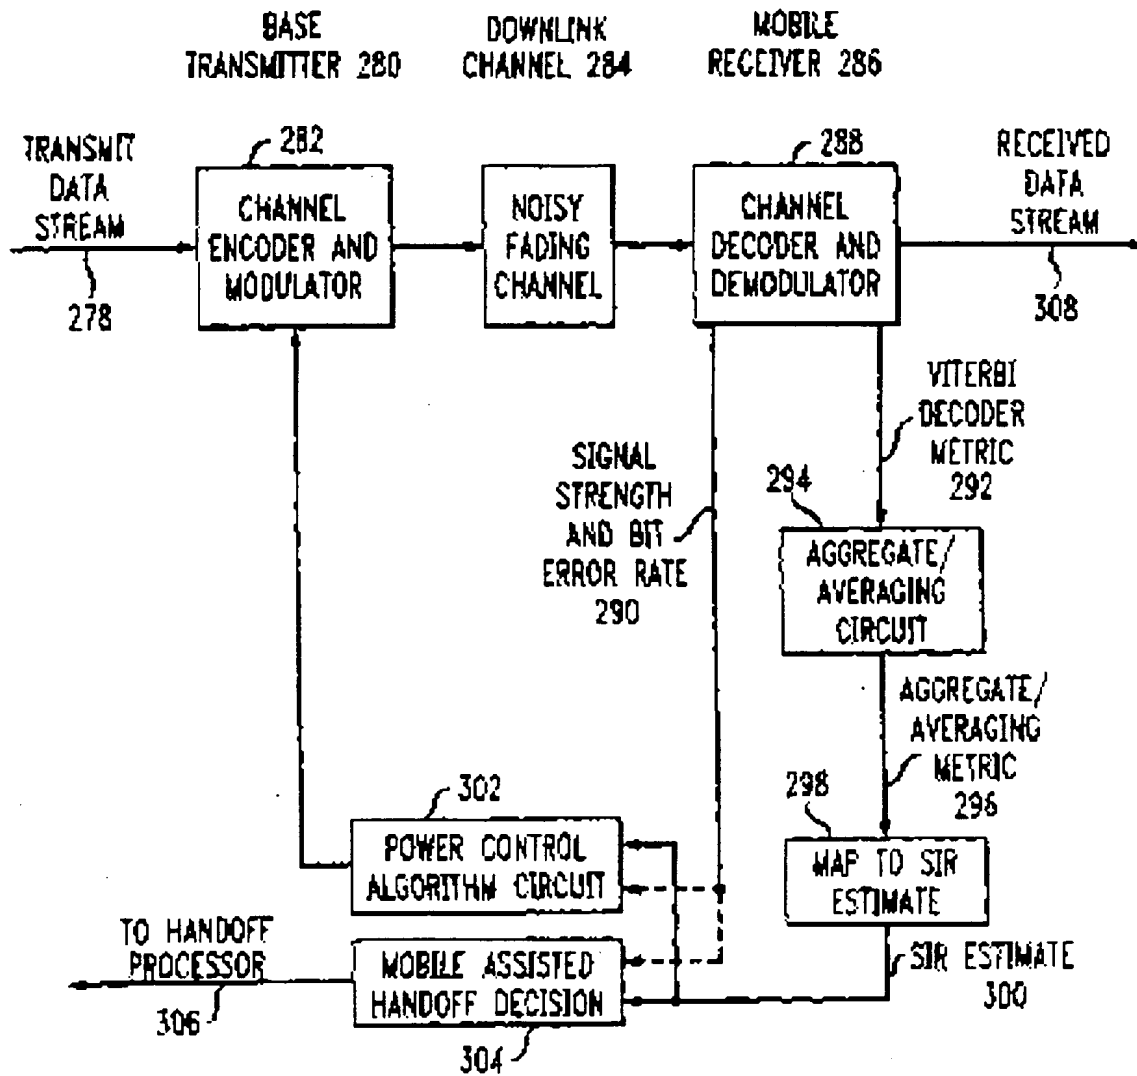 BASE
TRANSMITTER 280
DOWNLINK
CHANNEL 284
MOBILE
RECEIVER 286
TRANSMIT
DATA
STREAM
278
282
CHANNEL
ENCODER AND
MODULATOR
NOISY
FADING
CHANNEL
288
CHANNEL
DECODER AND
DEMODULATOR
RECEIVED
DATA
STREAM
308
SIGNAL
STRENGTH
AND BIT
ERROR RATE
290
VITERBI
DECODER
METRIC
292
294
AGGREGATE/
AVERAGING
CIRCUIT
AGGREGATE/
AVERAGING
METRIC
296
298
MAP TO SIR
ESTIMATE
SIR ESTIMATE
300
302
POWER CONTROL
ALGORITHM CIRCUIT
TO HANDOFF
PROCESSOR
306
MOBILE ASSISTED
HANDOFF DECISION
304